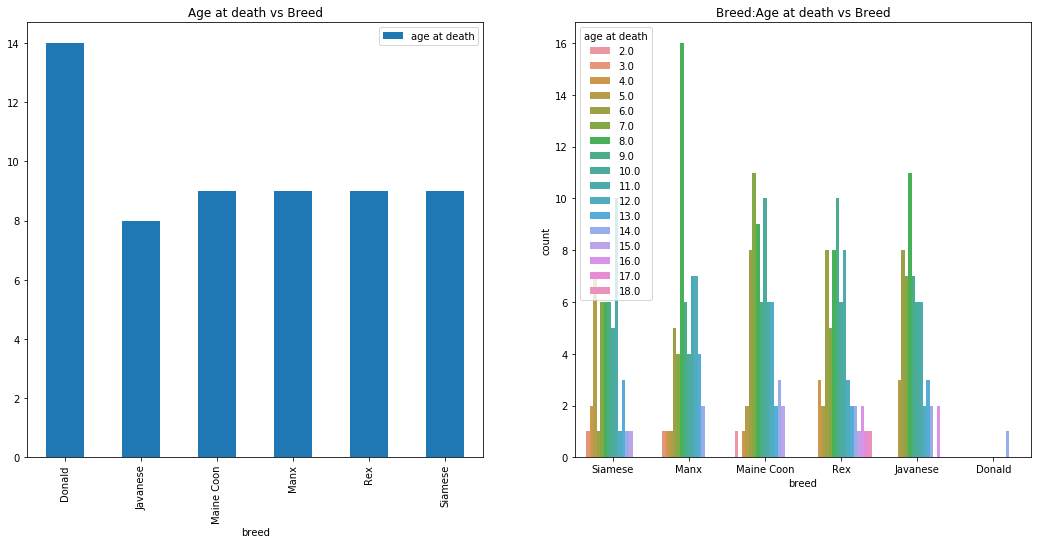 Age at death vs Breed
age at death
14
12
10
8
6
4
2
0
Donald
Javanese
Maine Coon
Manx
Rex
Siamese
breed
Breed:Age at death vs Breed
age at death
2.0
3.0
4.0
5.0
6.0
7.0
8.0
9.0
10.0
11.0
12.0
13.0
14.0
15.0
16.0
17.0
18.0
count
16
14
12
10
8
6
4
2
0
Siamese
Manx
Maine Coon
Rex
Javanese
Donald
breed